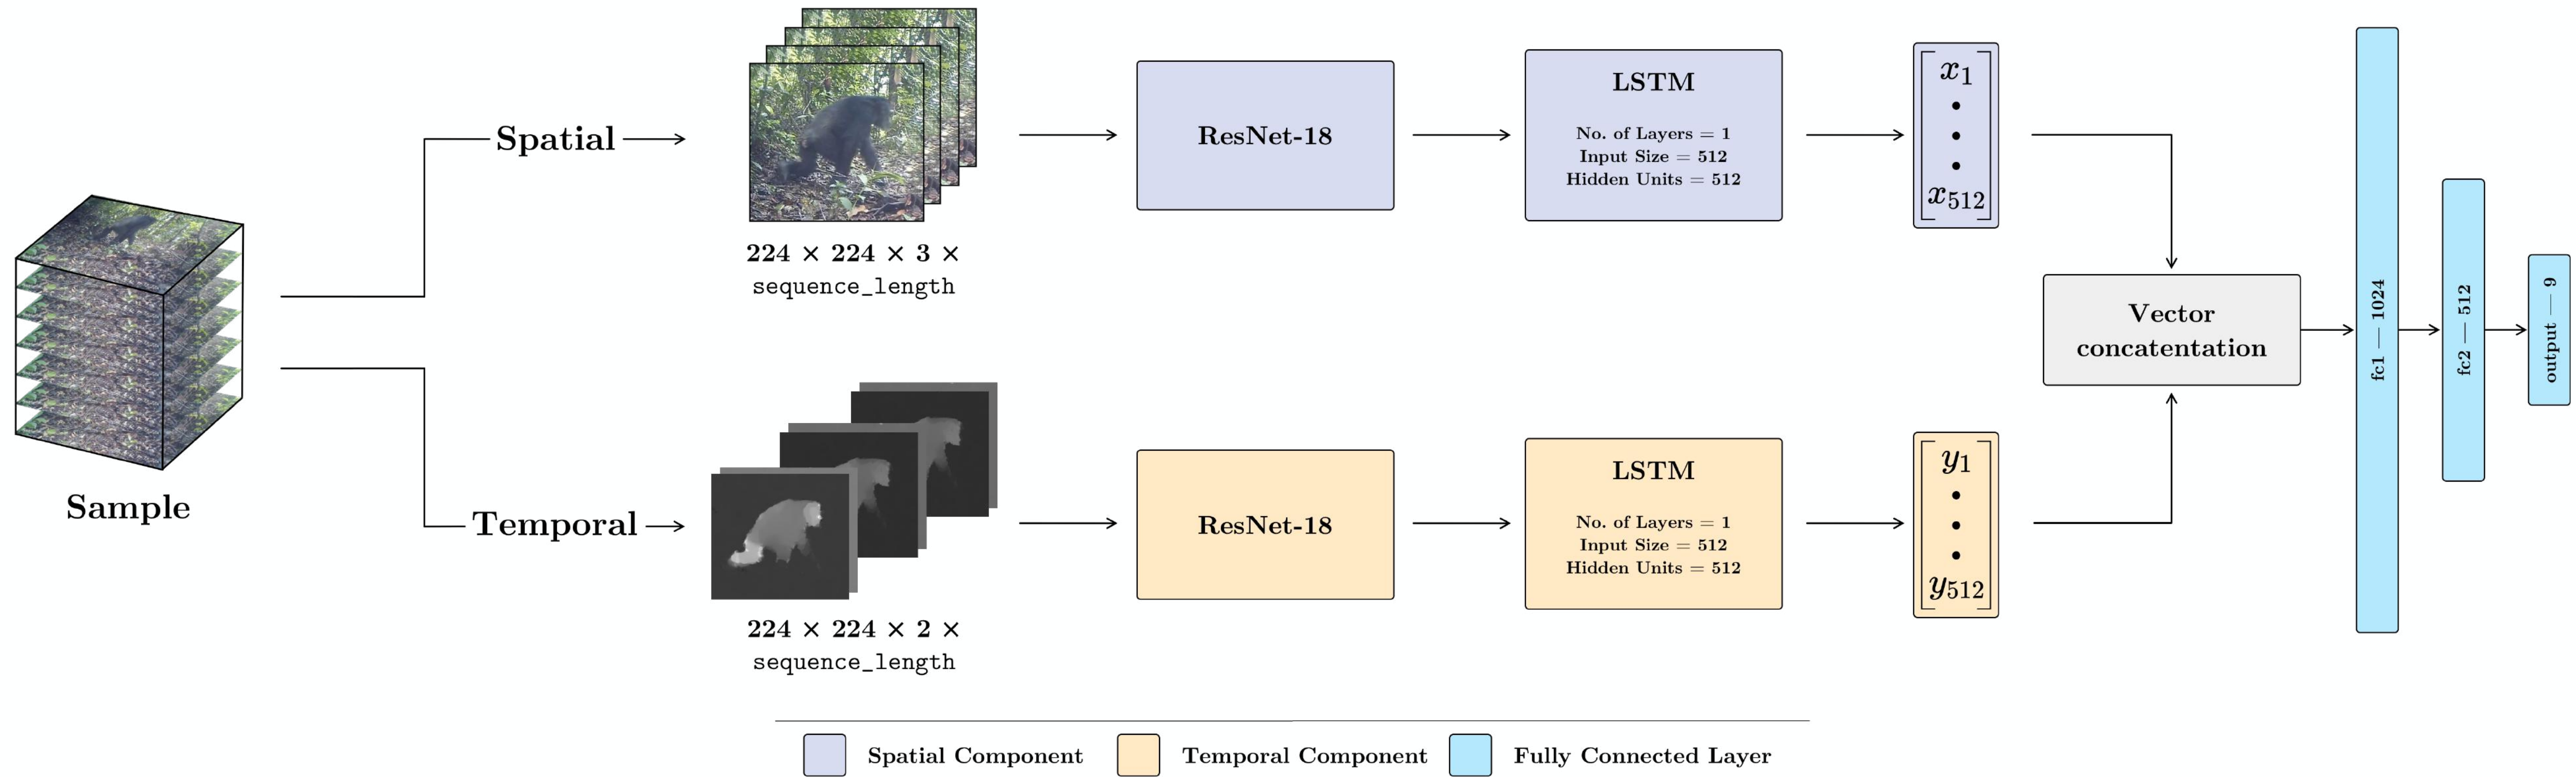 Sample
Spatial
224 × 224 × 3 ×
sequence_length
ResNet-18
LSTM
No. of Layers = 1
Input Size = 512
Hidden Units = 512
x1
x512
Temporal
224 × 224 × 2 ×
sequence_length
ResNet-18
LSTM
No. of Layers = 1
Input Size = 512
Hidden Units = 512
y1
y512
Vector
concatentation
fc1 — 1024
fc2 — 512
output — 9
Spatial Component
Temporal Component
Fully Connected Layer